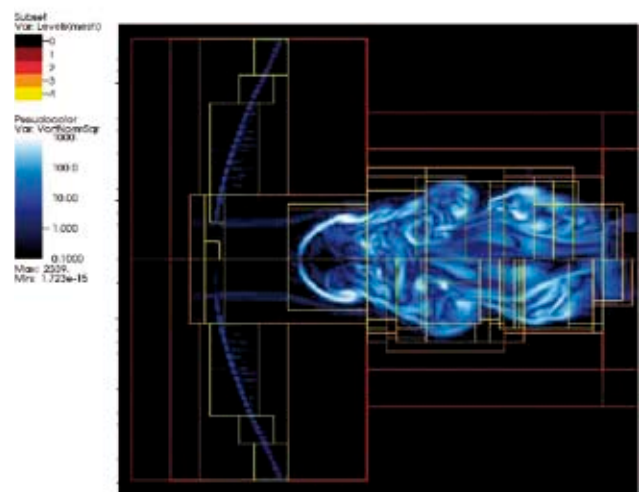 Subset
Var: Levels(mesh)
0
1
2
3
4
Pseudocolor
Var: VortNormSqr
1000.
100.0
10.00
1.000
0.1000
Max: 2339.
Min: 1.723e-15